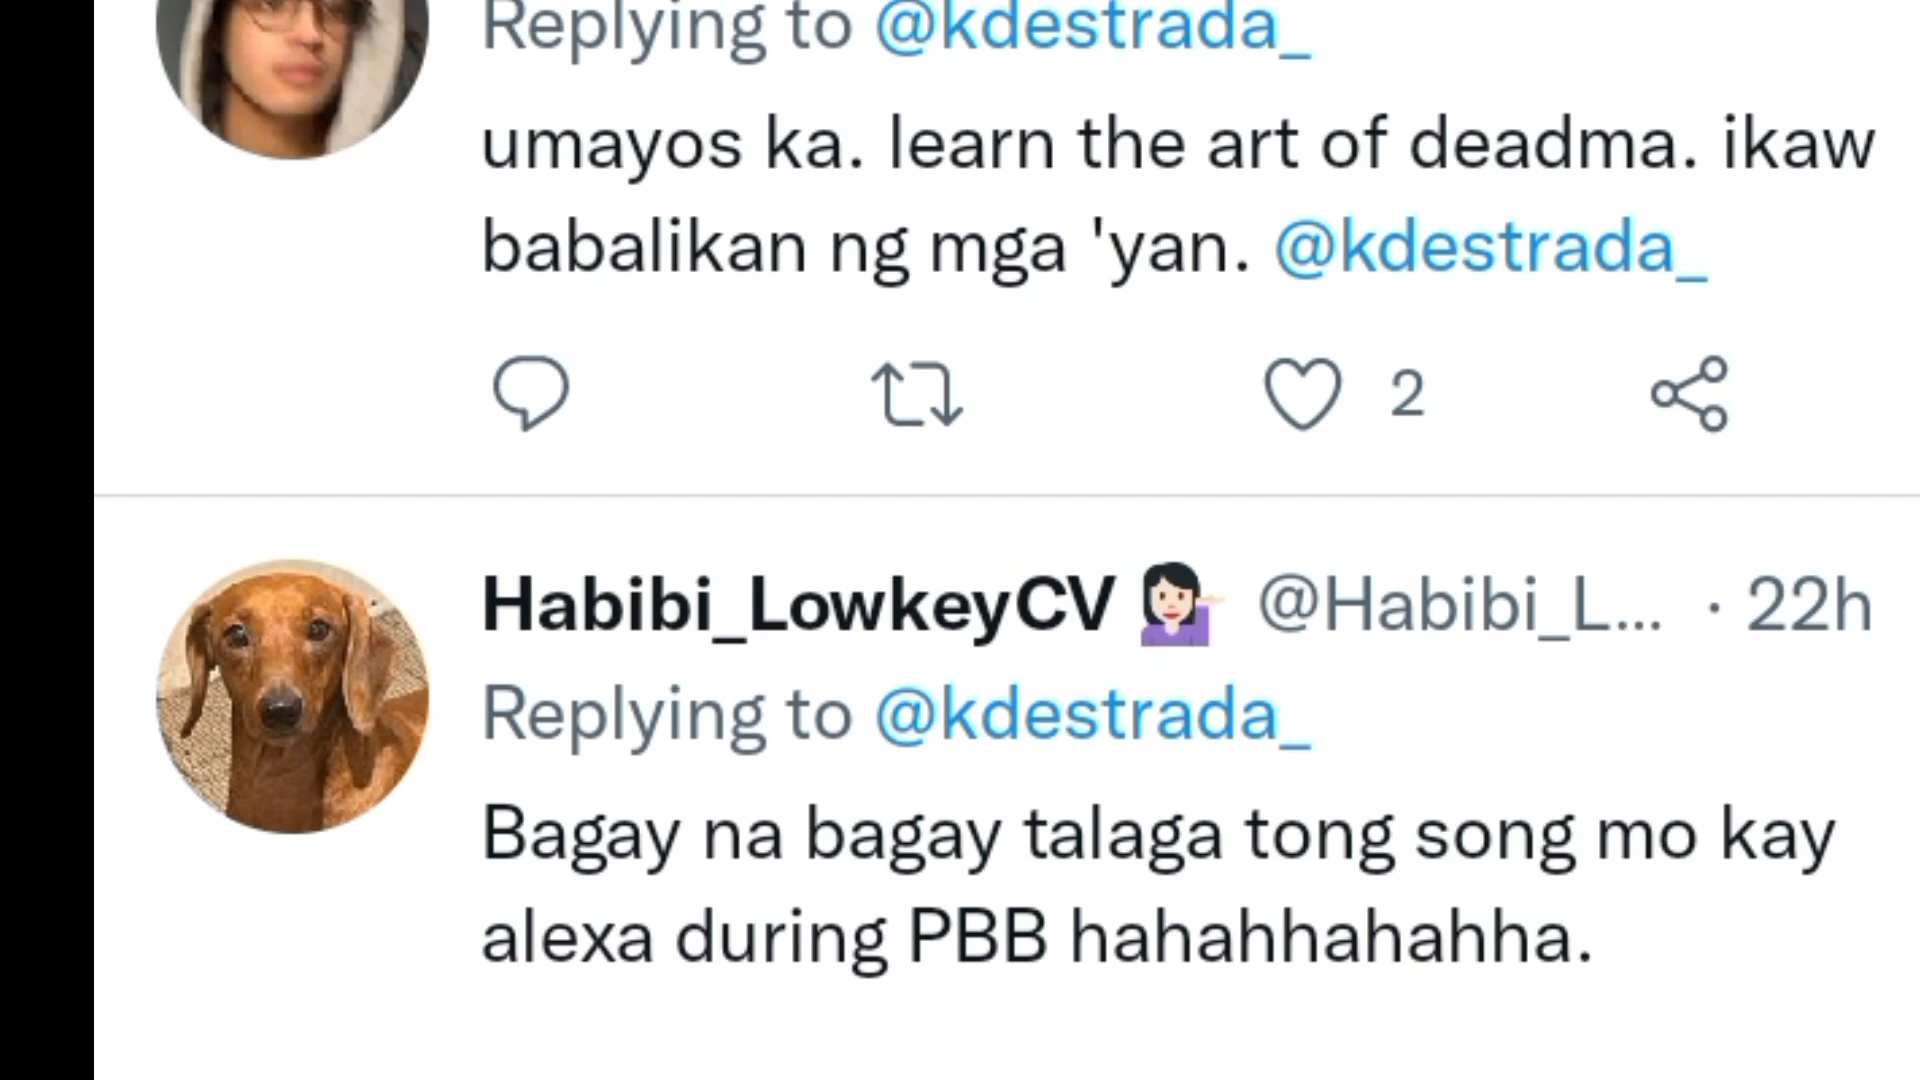 Replying to @kdestrada_
umayos ka. learn the art of deadma. ikaw
babalikan ng mga 'yan. @kdestrada_
2
Habibi_LowkeyCV 💁🏻‍♀️ @Habibi_L... · 22h
Replying to @kdestrada_
Bagay na bagay talaga tong song mo kay
alexa during PBB hahahhahahha.